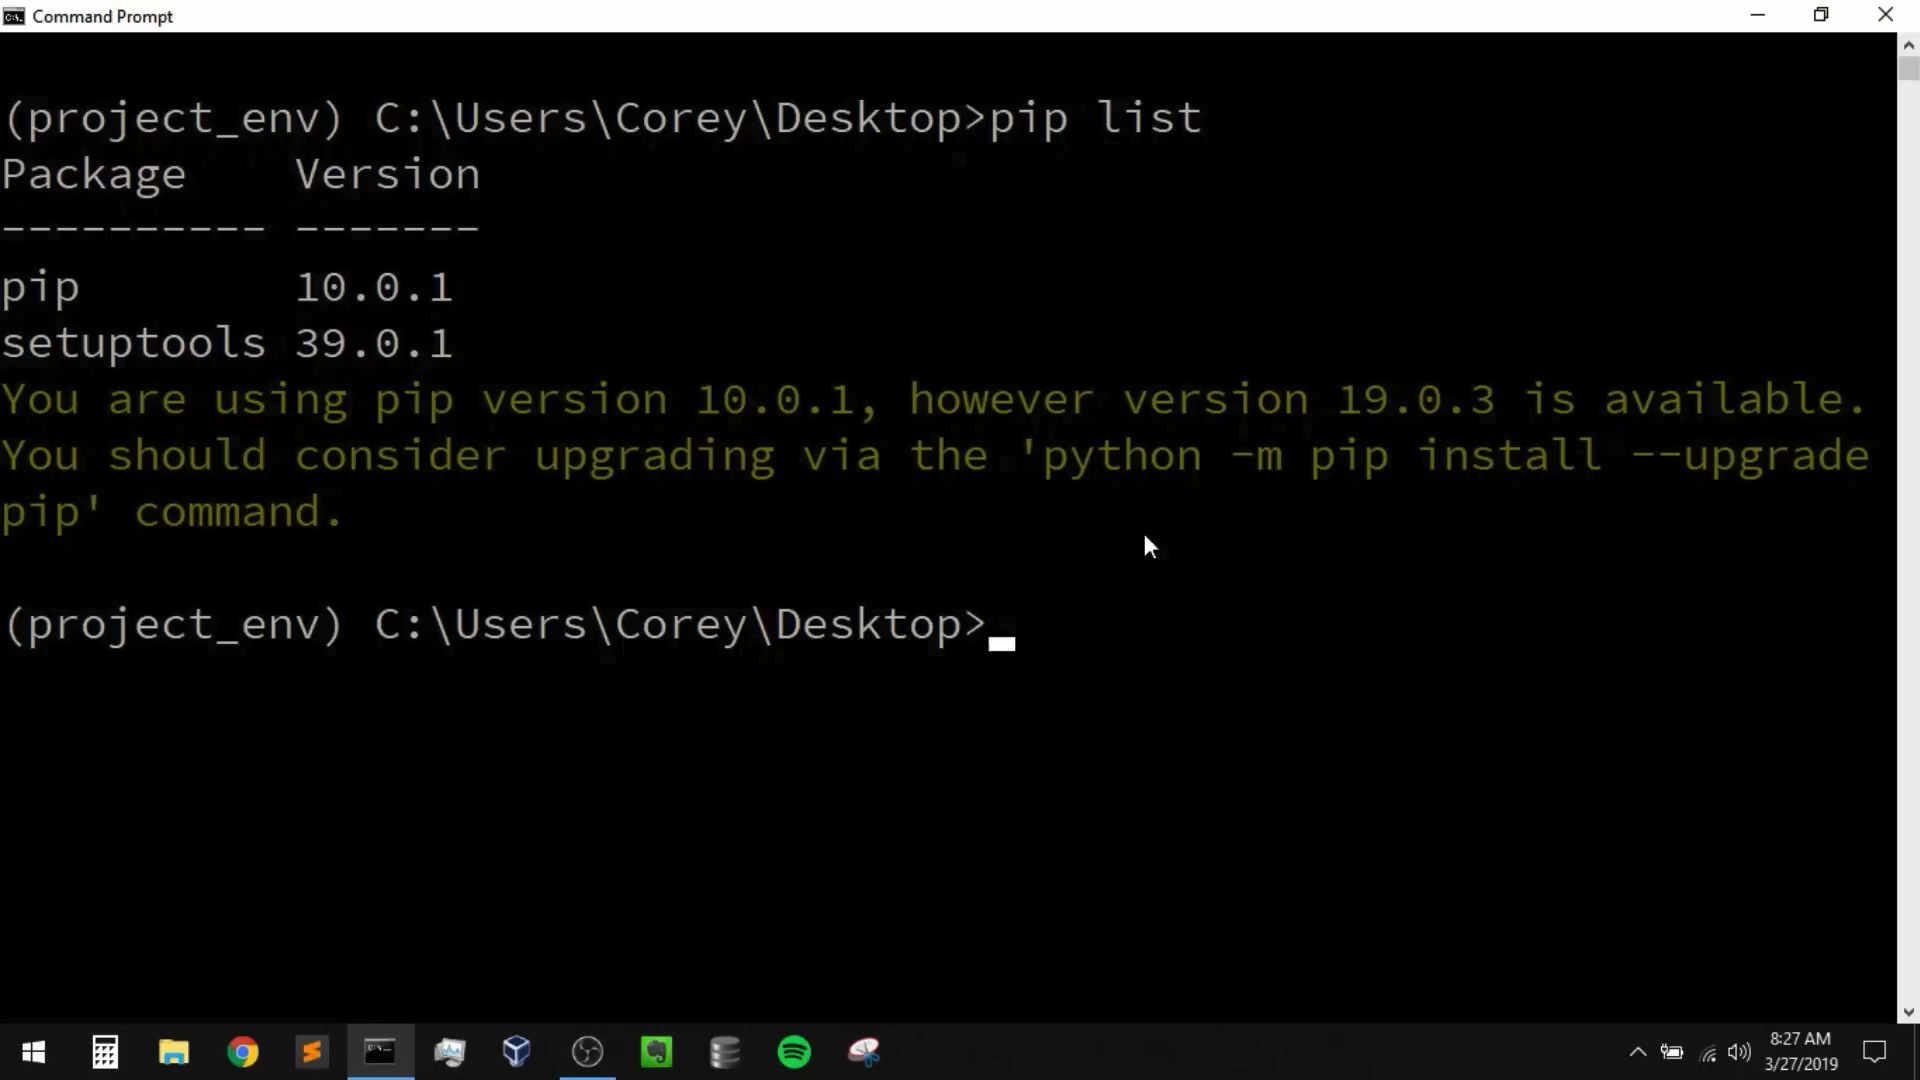 Command Prompt
(project_env) C:\Users\Corey\Desktop>pip list
Package    Version
---------- -------
pip        10.0.1
setuptools 39.0.1
You are using pip version 10.0.1, however version 19.0.3 is available.
You should consider upgrading via the 'python -m pip install --upgrade
pip' command.
(project_env) C:\Users\Corey\Desktop>
8:27 AM
3/27/2019